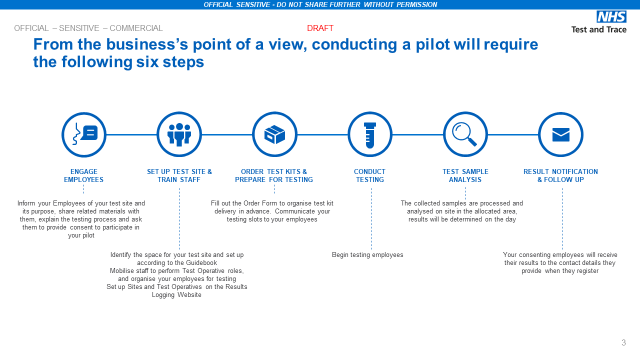 OFFICIAL SENSITIVE - DO NOT SHARE FURTHER WITHOUT PERMISSION
OFFICIAL – SENSITIVE – COMMERCIAL
DRAFT
NHS
Test and Trace
From the business's point of view, conducting a pilot will require
the following six steps
ENGAGE
EMPLOYEES
SET UP TEST SITE &
TRAIN STAFF
ORDER TEST KITS &
PREPARE FOR TESTING
CONDUCT
TESTING
TEST SAMPLE
ANALYSIS
RESULT NOTIFICATION
& FOLLOW UP
Inform your Employees of your test site and
its purpose, share related materials with
them, explain the testing process and ask
them to provide consent to participate in
your pilot
Identify the space for your test site and set up
according to the Guidebook
Mobilise staff to perform Test Operative roles,
and organise your employees for testing
Set up Sites and Test Operatives on the Results
Logging Website
Fill out the Order Form to organise test kit
delivery in advance. Communicate your
testing slots to your employees
Begin testing employees
The collected samples are processed and
analysed on site in the allocated area,
results will be determined on the day
Your consenting employees will receive
their results to the contact details they
provide when they register
3